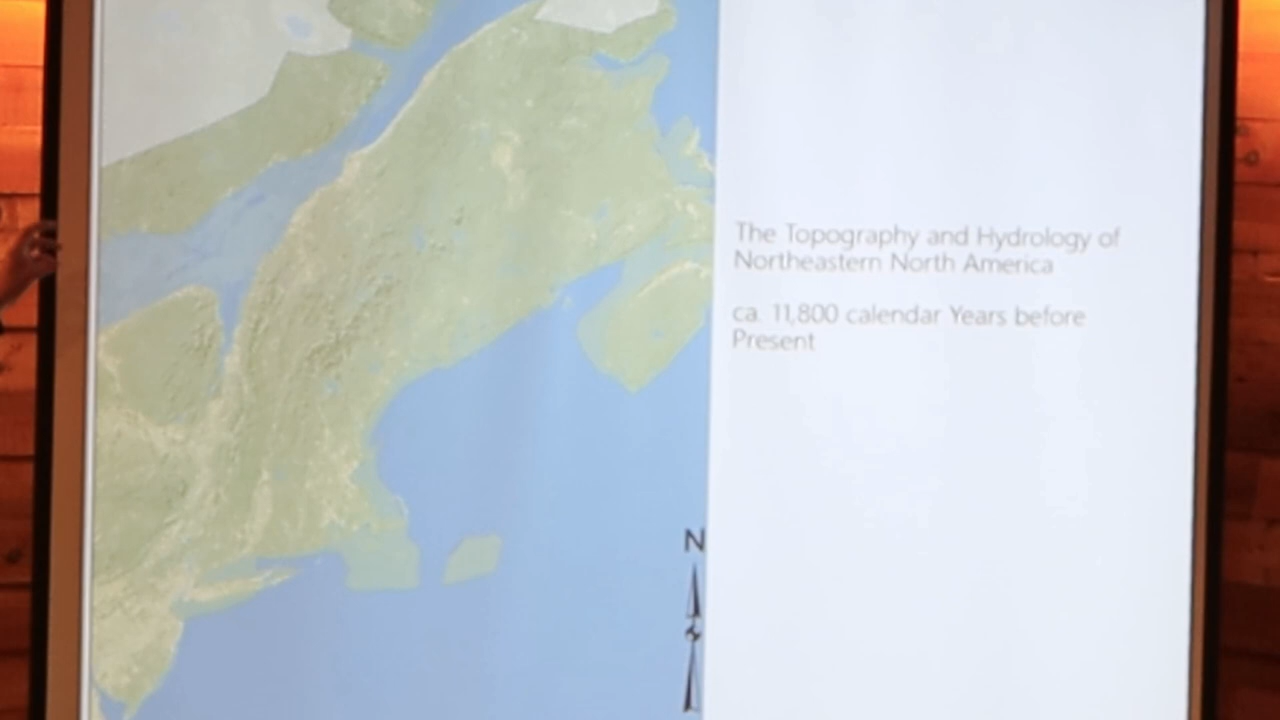 The Topography and Hydrology of
Northeastern North America
ca. 11,800 calendar Years before
Present
N